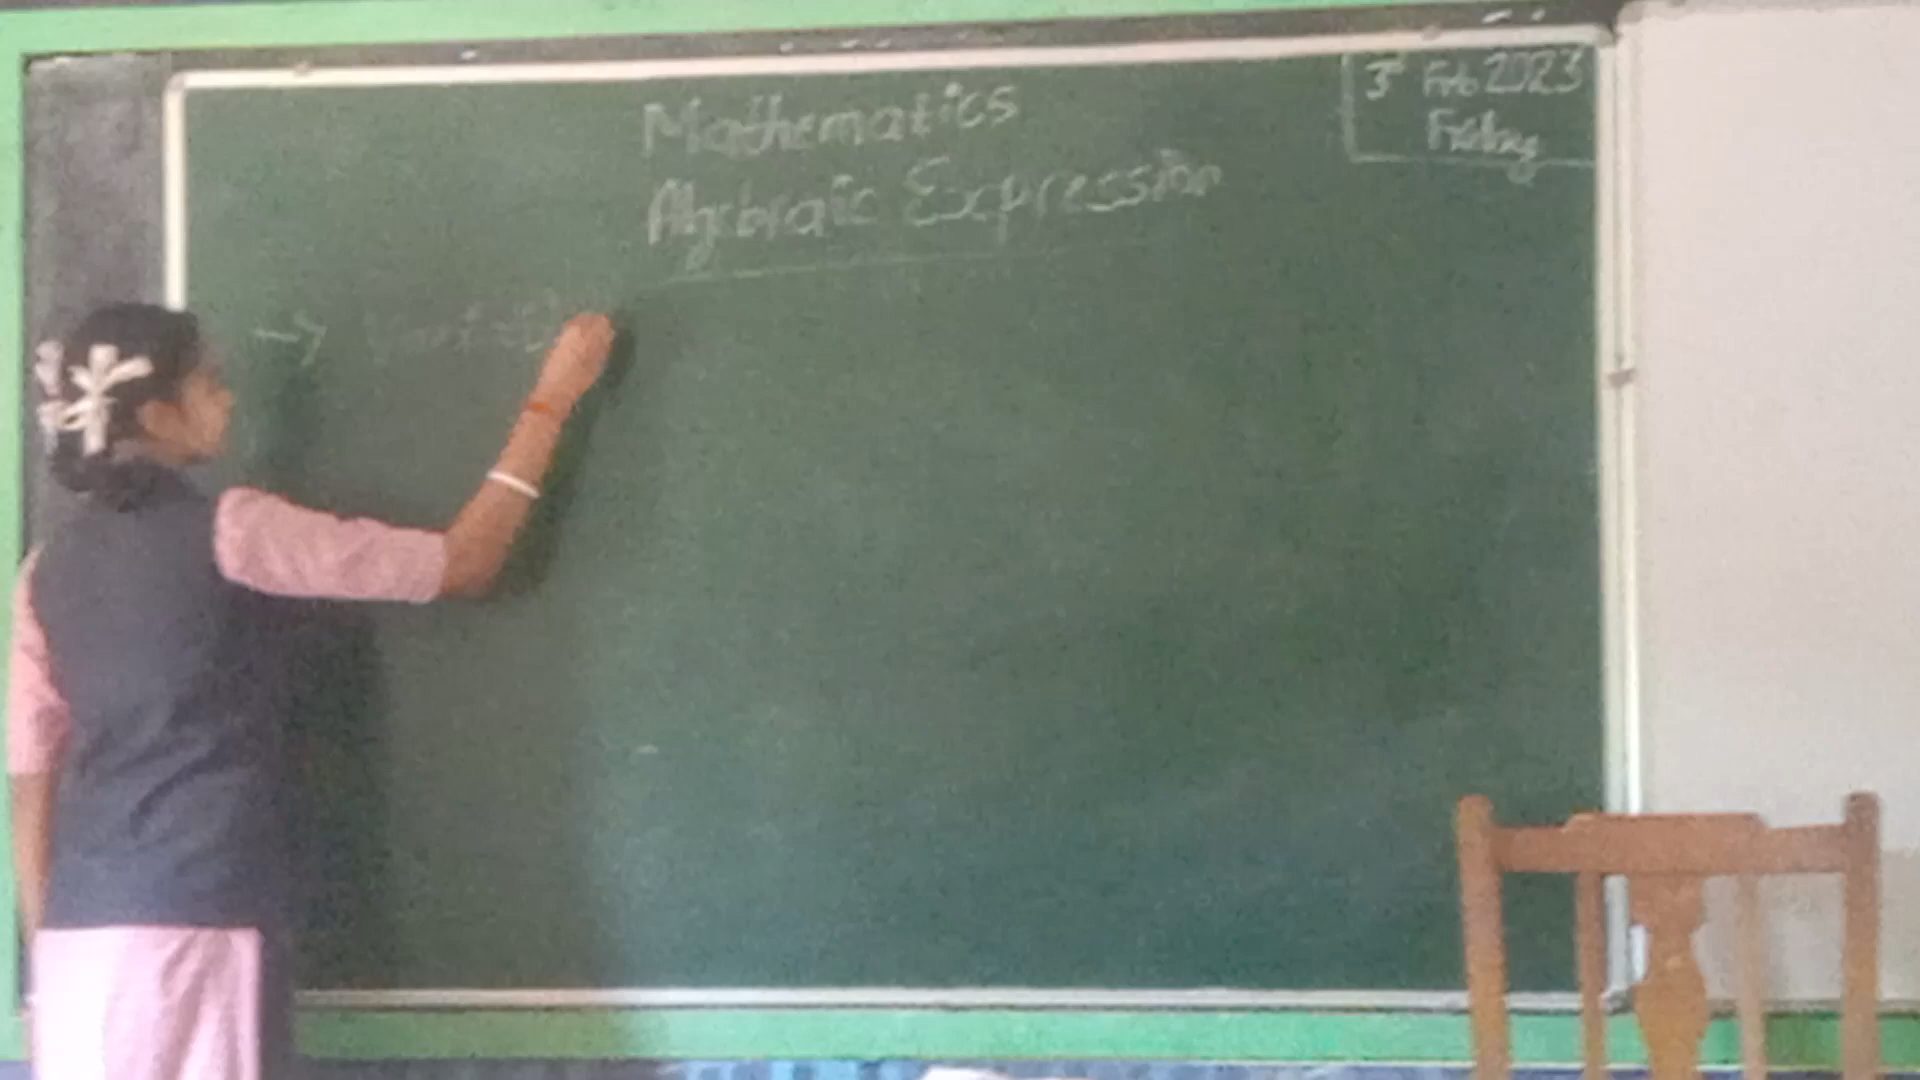 Mathematics
Algebraic Expression
3rd Feb 2023
Friday
→